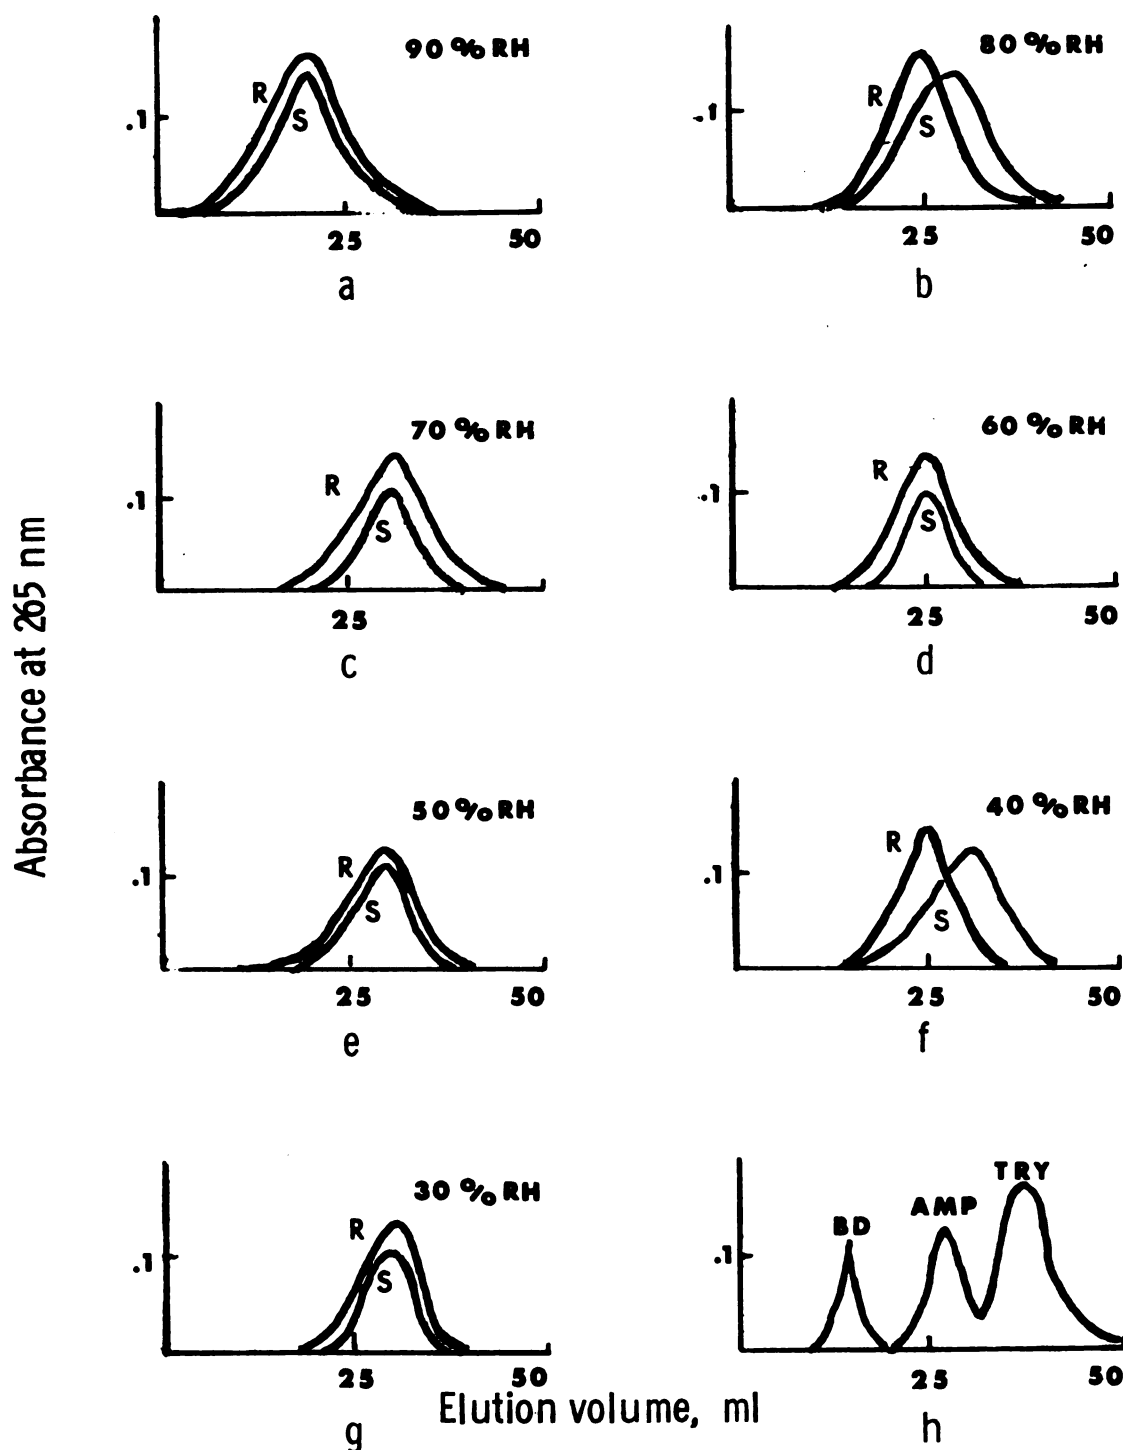 90 %RH
R
S
.1
25 50
a
80 %RH
R
S
.1
25 50
b
70 %RH
R
S
.1
25
c
60 %RH
R
S
.1
25 50
d
Absorbance at 265 nm
50 %RH
R
S
.1
25 50
e
40 %RH
R
S
.1
25 50
f
30 %RH
R
S
.1
25 50
g
TRY
AMP
BD
.1
25 50
h
Elution volume, ml